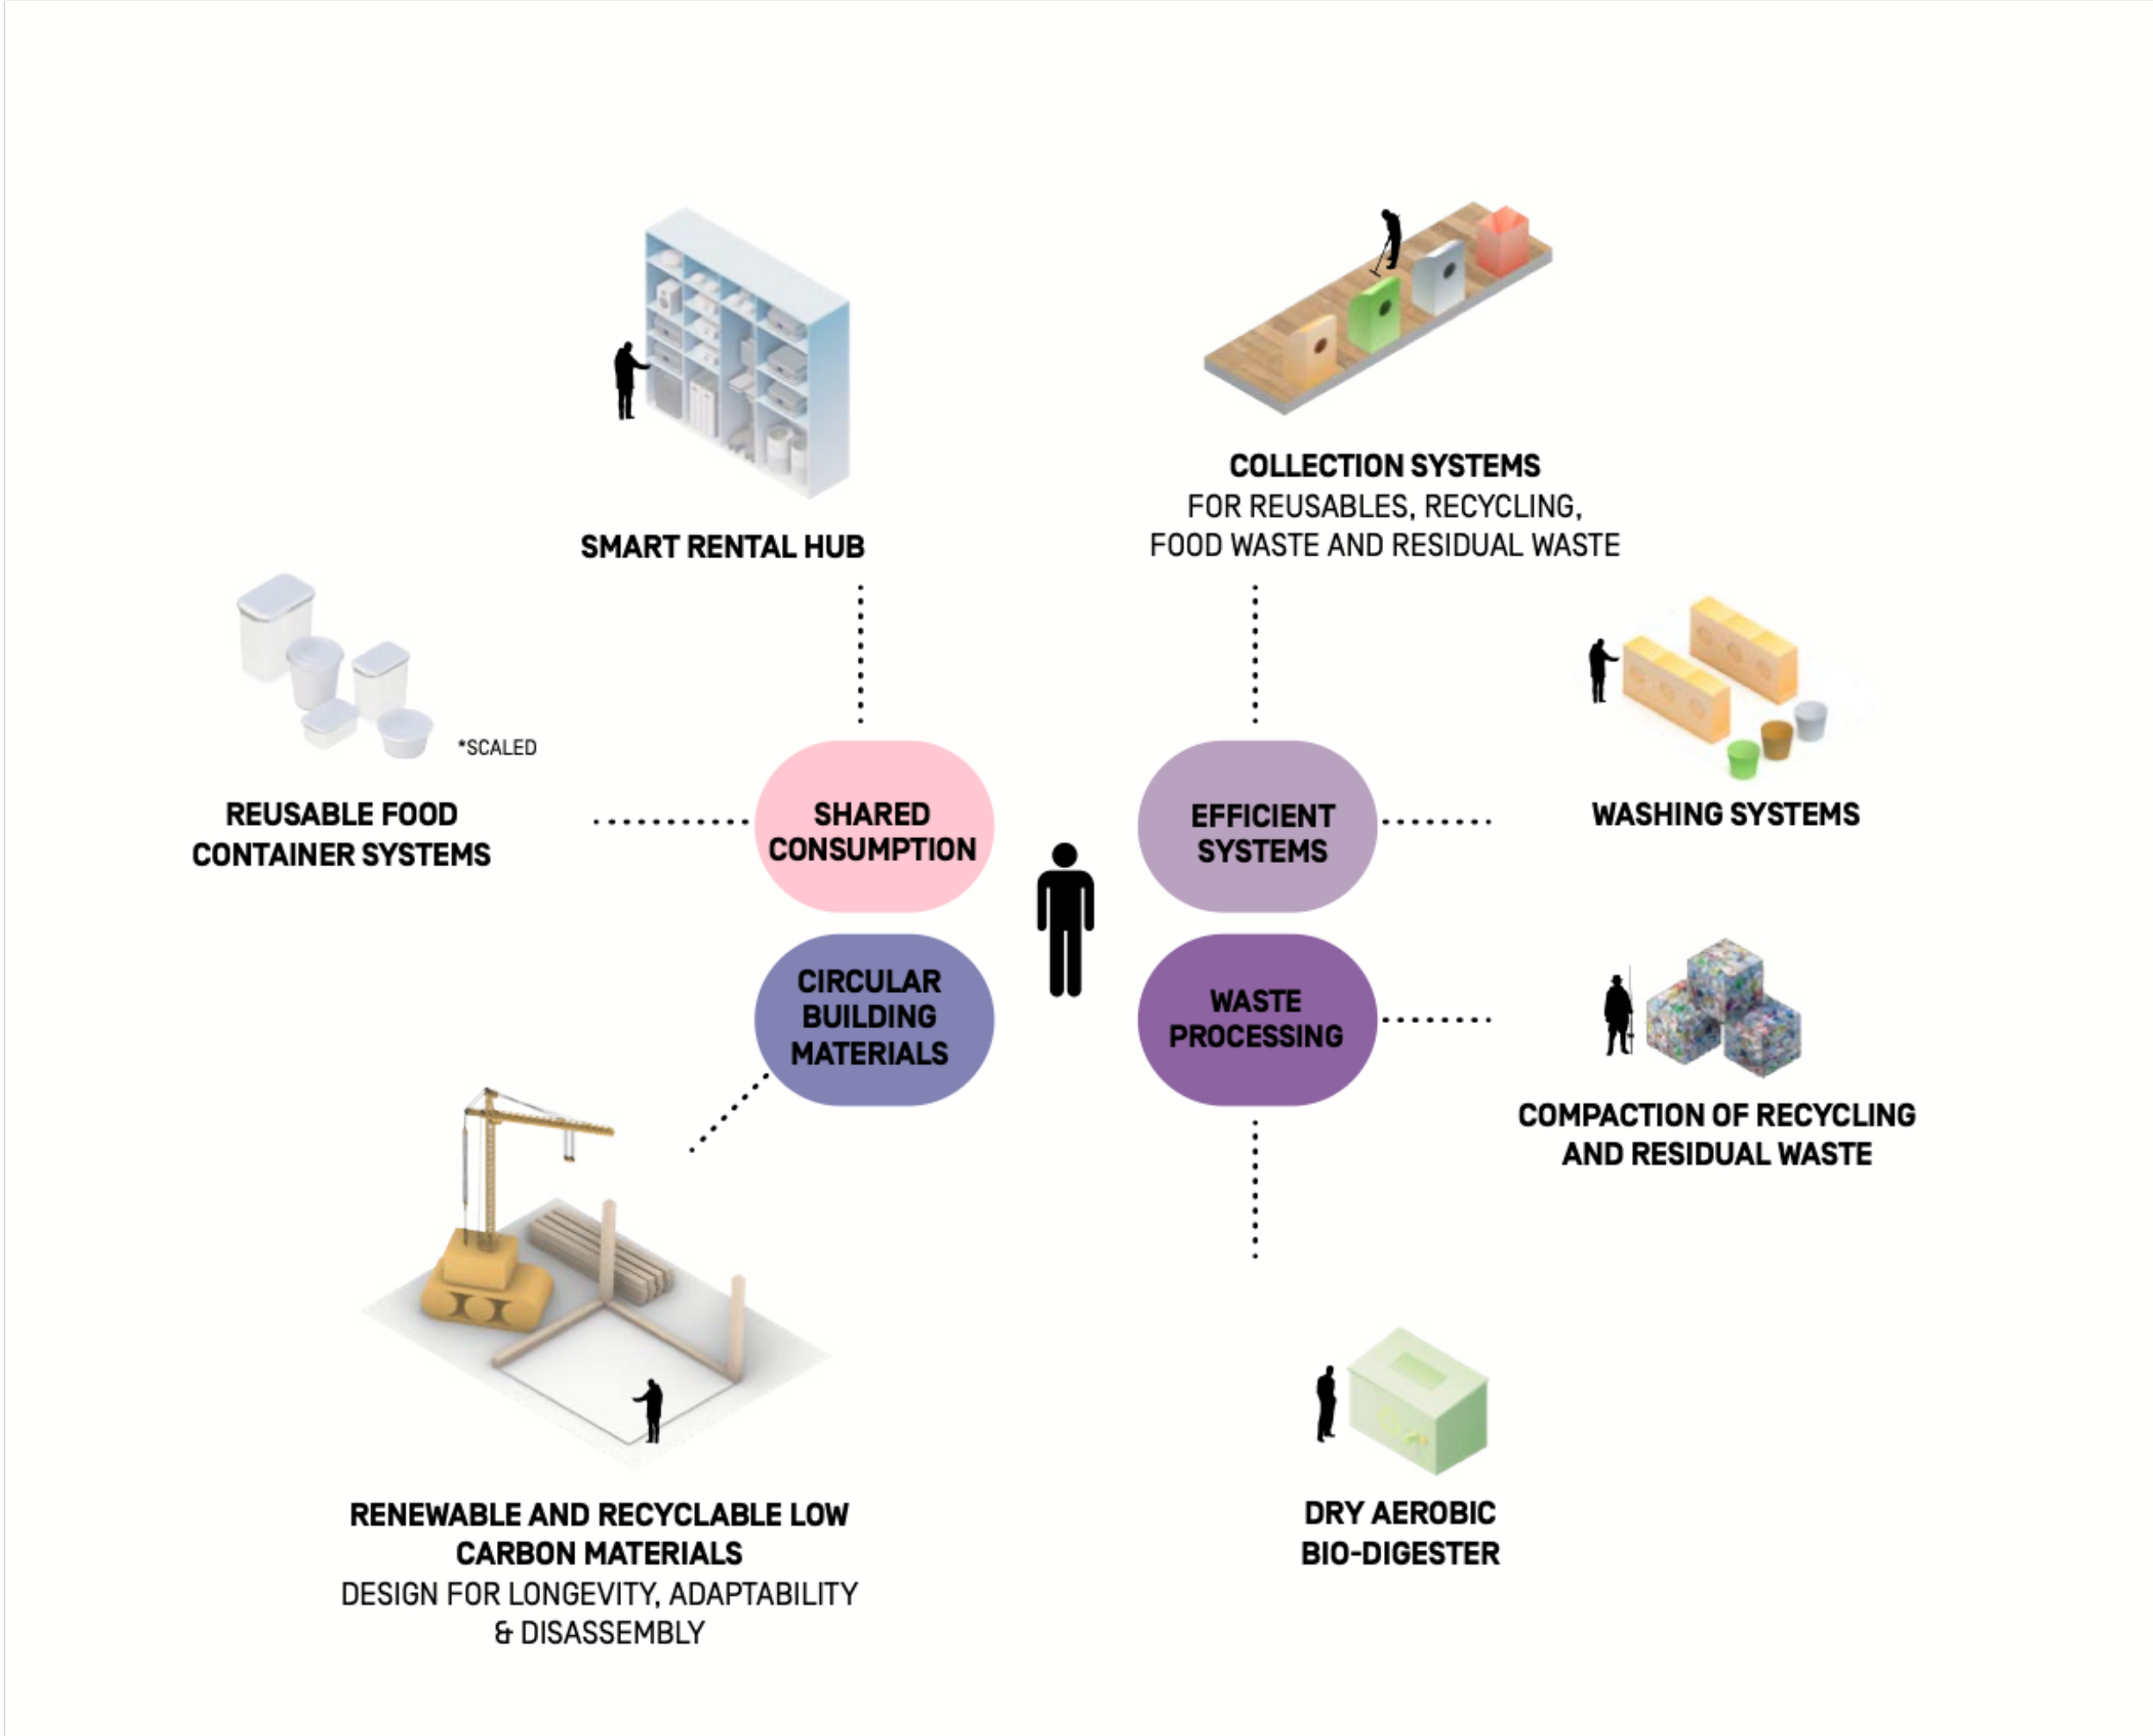 SMART RENTAL HUB
COLLECTION SYSTEMS
FOR REUSABLES, RECYCLING,
FOOD WASTE AND RESIDUAL WASTE
*SCALED
REUSABLE FOOD
CONTAINER SYSTEMS
SHARED
CONSUMPTION
EFFICIENT
SYSTEMS
WASHING SYSTEMS
CIRCULAR
BUILDING
MATERIALS
WASTE
PROCESSING
COMPACTION OF RECYCLING
AND RESIDUAL WASTE
RENEWABLE AND RECYCLABLE LOW
CARBON MATERIALS
DESIGN FOR LONGEVITY, ADAPTABILITY
& DISASSEMBLY
DRY AEROBIC
BIO-DIGESTER